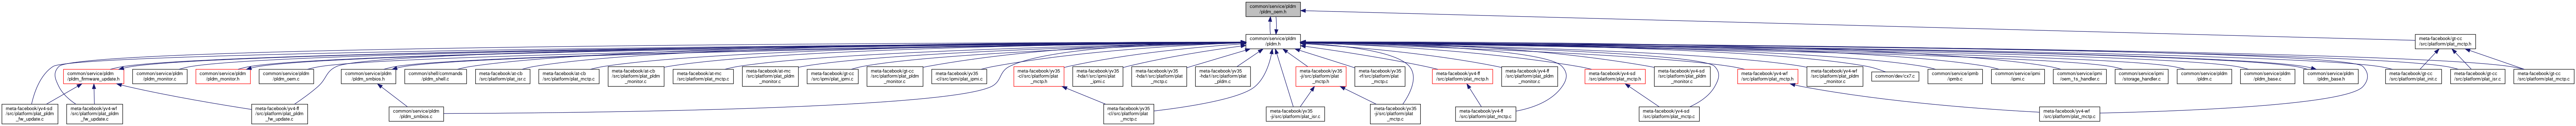 common/service/pldm
/pldm_oem.h
common/service/pldm
/pldm.h
meta-facebook/gt-cc
/src/platform/plat_mctp.h
common/service/pldm
/pldm_firmware_update.h
common/service/pldm
/pldm_monitor.c
common/service/pldm
/pldm_monitor.h
common/service/pldm
/pldm_oem.c
common/service/pldm
/pldm_smbios.h
common/shell/commands
/pldm_shell.c
meta-facebook/at-cb
/src/platform/plat_isr.c
meta-facebook/at-cb
/src/platform/plat_mctp.c
meta-facebook/at-cb
/src/platform/plat_pldm
_monitor.c
meta-facebook/at-mc
/src/platform/plat_mctp.c
meta-facebook/at-mc
/src/platform/plat_pldm
_monitor.c
meta-facebook/gt-cc
/src/ipmi/plat_ipmi.c
meta-facebook/gt-cc
/src/platform/plat_pldm
_monitor.c
meta-facebook/yv35
-cl/src/ipmi/plat_ipmi.c
meta-facebook/yv35
-cl/src/platform/plat
_mctp.h
meta-facebook/yv35
-hdx/src/ipmi/plat
_ipmi.c
meta-facebook/yv35
-hdx/src/platform/plat
_mctp.c
meta-facebook/yv35
-hdx/src/platform/plat
_pldm.c
meta-facebook/yv35
-ji/src/platform/plat
_mctp.h
meta-facebook/yv35
-rf/src/platform/plat
_mctp.c
meta-facebook/yv4-ff
/src/platform/plat_mctp.h
meta-facebook/yv4-ff
/src/platform/plat_pldm
_monitor.c
meta-facebook/yv4-sd
/src/platform/plat_mctp.h
meta-facebook/yv4-sd
/src/platform/plat_pldm
_monitor.c
meta-facebook/yv4-wf
/src/platform/plat_mctp.h
meta-facebook/yv4-wf
/src/platform/plat_pldm
_monitor.c
common/dev/cx7.c
common/service/ipmb
/ipmb.c
common/service/ipmi
/ipmi.c
common/service/ipmi
/oem_1s_handler.c
common/service/ipmi
/storage_handler.c
common/service/pldm
/pldm.c
common/service/pldm
/pldm_base.c
common/service/pldm
/pldm_base.h
meta-facebook/gt-cc
/src/platform/plat_init.c
meta-facebook/gt-cc
/src/platform/plat_isr.c
meta-facebook/gt-cc
/src/platform/plat_mctp.c
meta-facebook/yv4-sd
/src/platform/plat_pldm
_fw_update.c
meta-facebook/yv4-wf
/src/platform/plat_pldm
_fw_update.c
meta-facebook/yv4-ff
/src/platform/plat_pldm
_fw_update.c
common/service/pldm
/pldm_smbios.c
meta-facebook/yv35
-cl/src/platform/plat
_mctp.c
meta-facebook/yv35
-ji/src/platform/plat_isr.c
meta-facebook/yv35
-ji/src/platform/plat
_mctp.c
meta-facebook/yv4-ff
/src/platform/plat_mctp.c
meta-facebook/yv4-sd
/src/platform/plat_mctp.c
meta-facebook/yv4-wf
/src/platform/plat_mctp.c